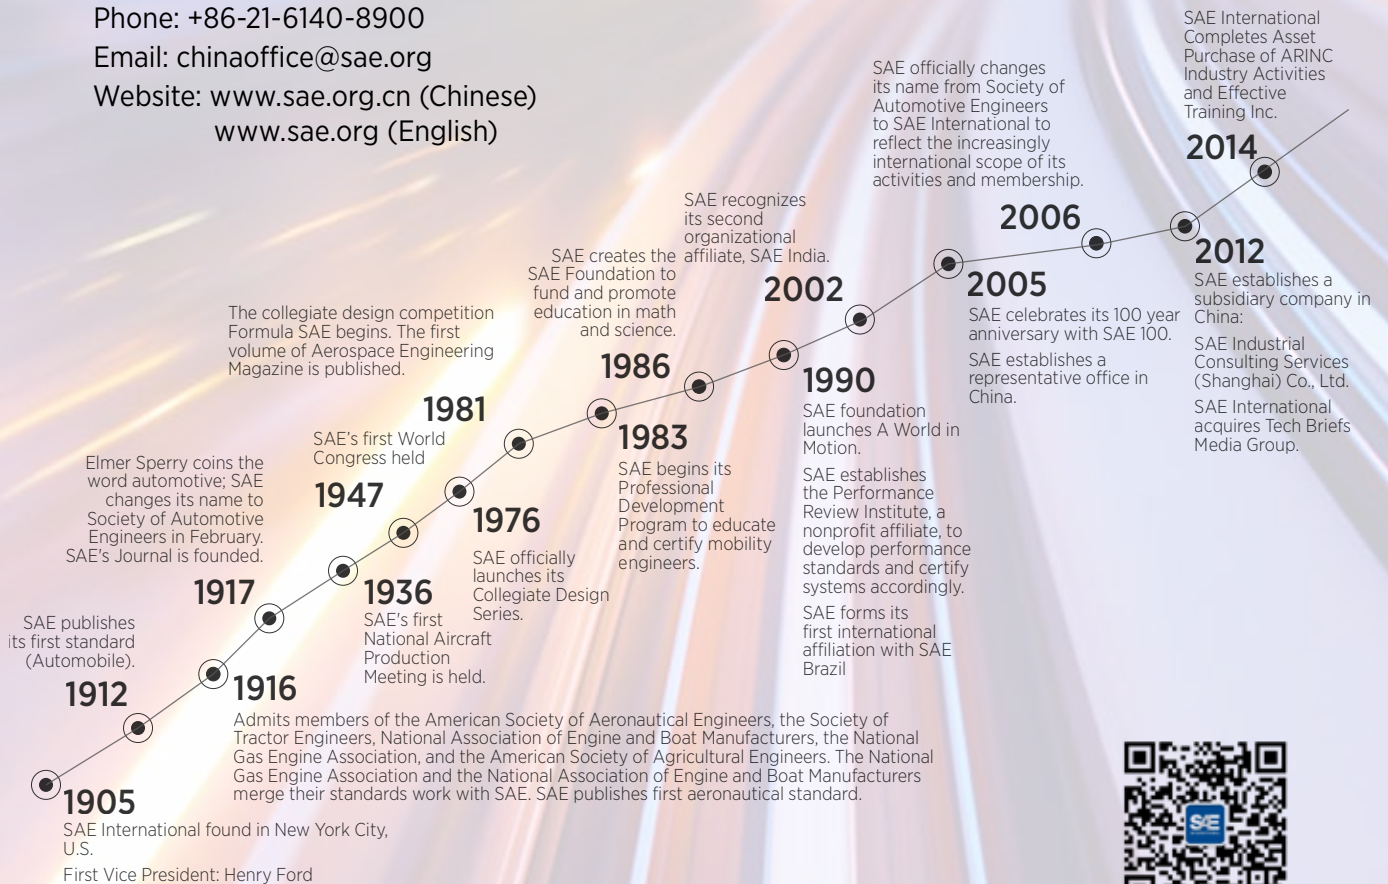 Phone: +86-21-6140-8900
Email: chinaoffice@sae.org
Website: www.sae.org.cn (Chinese)
www.sae.org (English)
SAE International
Completes Asset
Purchase of ARINC
Industry Activities
and Effective
Training Inc.
2014
SAE officially changes
its name from Society of
Automotive Engineers
to SAE International to
reflect the increasingly
international scope of its
activities and membership.
2006
2012
SAE establishes a
subsidiary company in
China:
SAE Industrial
Consulting Services
(Shanghai) Co., Ltd.
SAE International
acquires Tech Briefs
Media Group.
SAE recognizes
its second
organizational
affiliate, SAE India.
2002
2005
SAE celebrates its 100 year
anniversary with SAE 100.
SAE establishes a
representative office in
China.
SAE creates the
SAE Foundation to
fund and promote
education in math
and science.
1986
1990
SAE foundation
launches A World in
Motion.
SAE establishes
the Performance
Review Institute, a
nonprofit affiliate, to
develop performance
standards and certify
systems accordingly.
SAE forms its
first international
affiliation with SAE
Brazil
The collegiate design competition
Formula SAE begins. The first
volume of Aerospace Engineering
Magazine is published.
1981
1983
SAE begins its
Professional
Development
Program to educate
and certify mobility
engineers.
SAE's first World
Congress held
1947
1976
SAE officially
launches its
Collegiate Design
Series.
Elmer Sperry coins the
word automotive; SAE
changes its name to
Society of Automotive
Engineers in February.
SAE's Journal is founded.
1917
1936
SAE's first
National Aircraft
Production
Meeting is held.
SAE publishes
its first standard
(Automobile).
1912
1916
Admits members of the American Society of Aeronautical Engineers, the Society of
Tractor Engineers, National Association of Engine and Boat Manufacturers, the National
Gas Engine Association, and the American Society of Agricultural Engineers. The National
Gas Engine Association and the National Association of Engine and Boat Manufacturers
merge their standards work with SAE. SAE publishes first aeronautical standard.
1905
SAE International found in New York City,
U.S.
First Vice President: Henry Ford
SAE